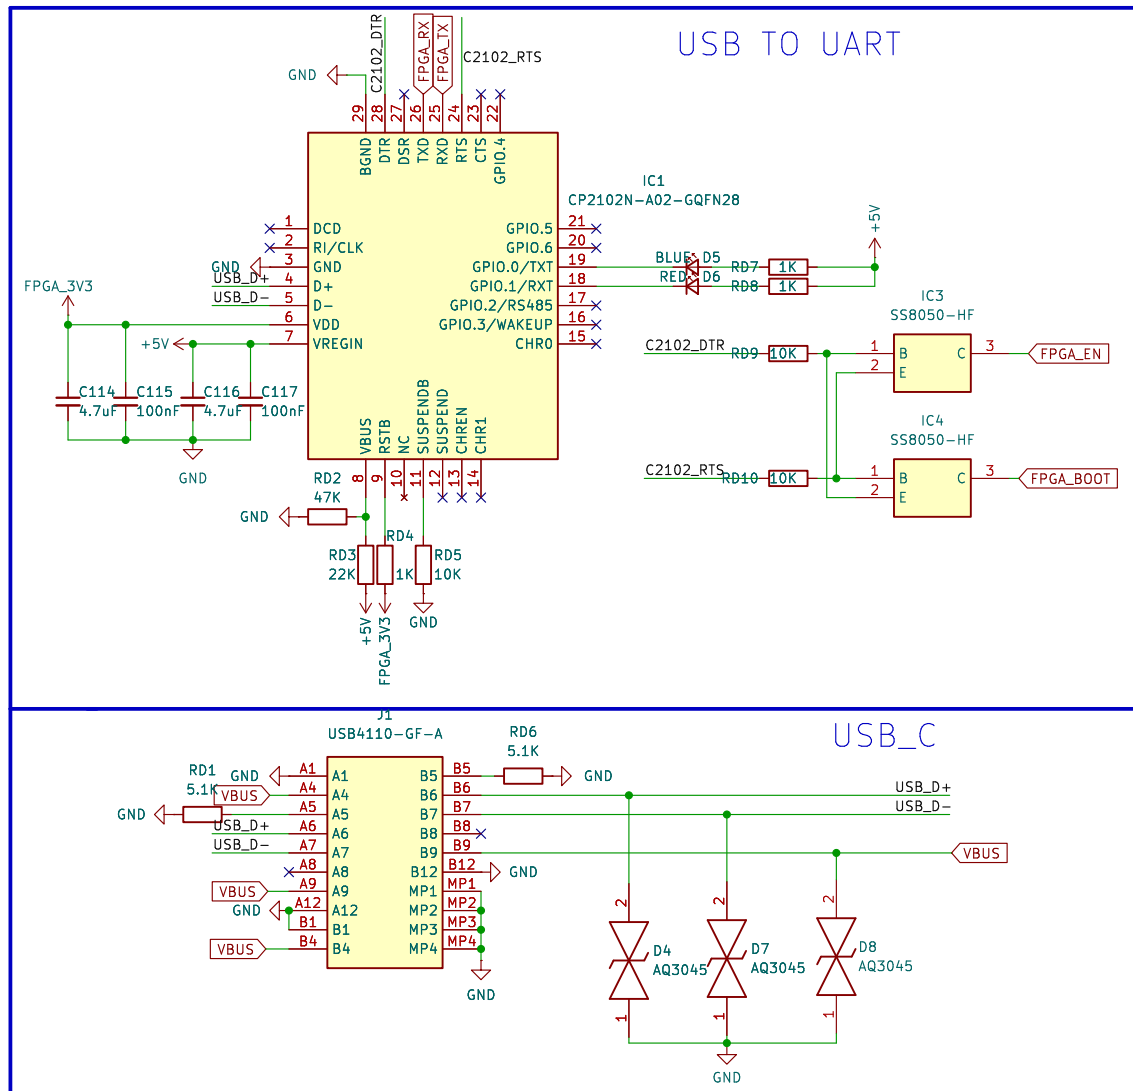 USB TO UART
C2102_DTR
FPGA_RX
FPGA_TX
C2102_RTS
GND
29
28
27
26
25
24
23
22
BGND
DTR
DSR
TXD
RXD
RTS
CTS
GPIO.4
IC1
CP2102N-A02-GQFN28
1 DCD
2 RI/CLK
GND 3 GND
USB_D+ 4 D+
USB_D- 5 D-
6 VDD
+5V 7 VREGIN
FPGA_3V3
GPIO.5 21
GPIO.6 20
GPIO.0/TXT 19
GPIO.1/RXT 18
GPIO.2/RS485 17
GPIO.3/WAKEUP 16
CHR0 15
BLUE D5
RED D6
RD7 1K
RD8 1K
+5V
C114
4.7uF
C115
100nF
C116
4.7uF
C117
100nF
GND
VBUS
RSTB
NC
SUSPENDB
SUSPEND
CHREN
CHR1
8
9
10
11
12
13
14
RD2
47K
GND
RD3
22K
RD4
1K
RD5
10K
+5V
FPGA_3V3
GND
IC3
SS8050-HF
C2102_DTR
RD9 10K
1 B
2 E
C 3
FPGA_EN
IC4
SS8050-HF
C2102_RTS
RD10 10K
1 B
2 E
C 3
FPGA_BOOT
USB_C
J1
USB4110-GF-A
RD1
5.1K
GND A1 A1
VBUS A4 A4
GND A5 A5
USB_D+ A6 A6
USB_D- A7 A7
A8 A8
VBUS A9 A9
GND A12 A12
B1 B1
VBUS B4 B4
RD6
5.1K
B5 B5 GND
B6 B6 USB_D+
B7 B7 USB_D-
B8 B8
B9 B9 VBUS
B12 B12 GND
MP1 MP1
MP2 MP2
MP3 MP3
MP4 MP4
GND
2
D4
AQ3045
1
2
D7
AQ3045
1
2
D8
AQ3045
1
GND